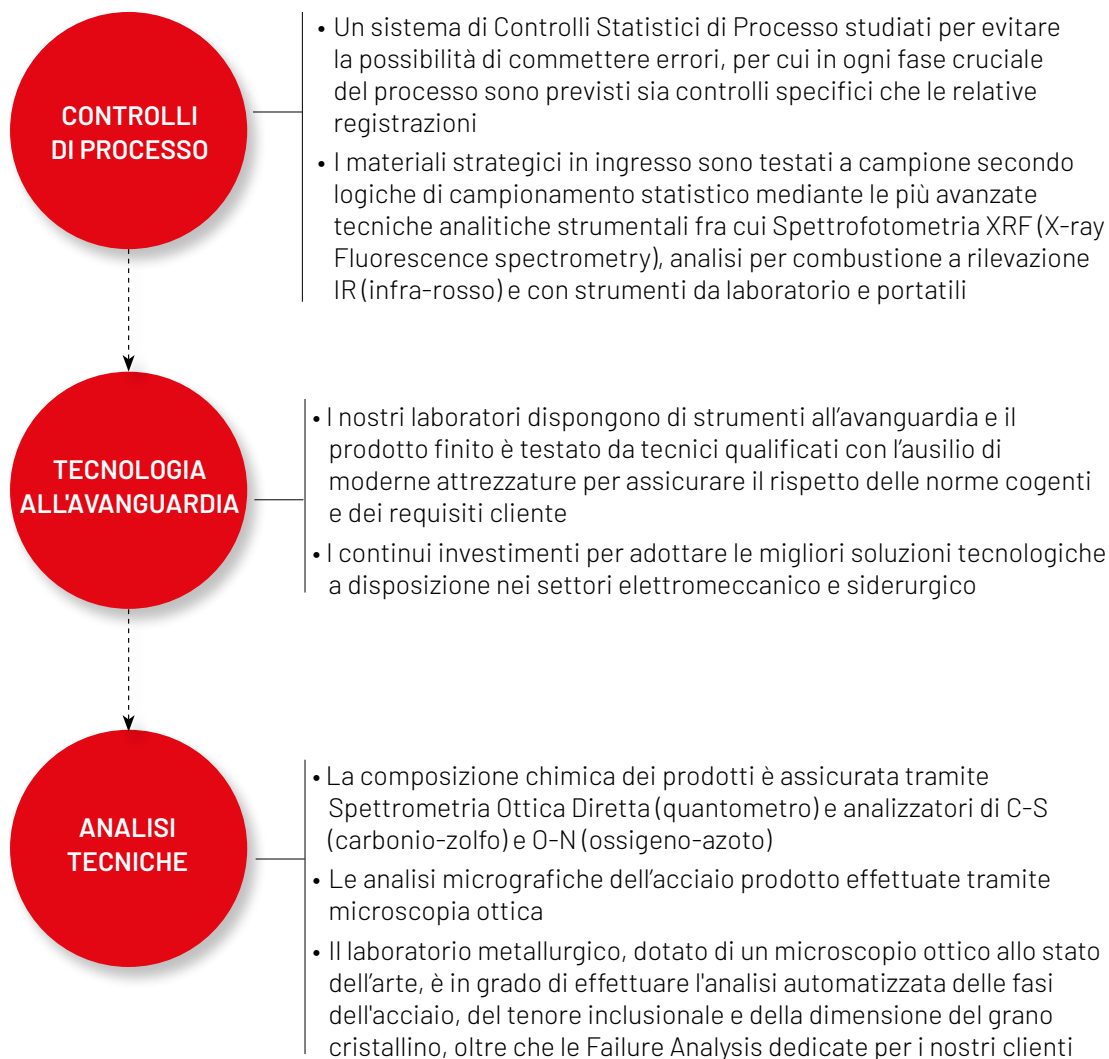 CONTROLLI
DI PROCESSO
• Un sistema di Controlli Statistici di Processo studiati per evitare
la possibilità di commettere errori, per cui in ogni fase cruciale
del processo sono previsti sia controlli specifici che le relative
registrazioni
• I materiali strategici in ingresso sono testati a campione secondo
logiche di campionamento statistico mediante le più avanzate
tecniche analitiche strumentali fra cui Spettrofotometria XRF (X-ray
Fluorescence spectrometry), analisi per combustione a rilevazione
IR (infra-rosso) e con strumenti da laboratorio e portatili
TECNOLOGIA
ALL'AVANGUARDIA
• I nostri laboratori dispongono di strumenti all’avanguardia e il
prodotto finito è testato da tecnici qualificati con l’ausilio di
moderne attrezzature per assicurare il rispetto delle norme cogenti
e dei requisiti cliente
• I continui investimenti per adottare le migliori soluzioni tecnologiche
a disposizione nei settori elettromeccanico e siderurgico
ANALISI
TECNICHE
• La composizione chimica dei prodotti è assicurata tramite
Spettrometria Ottica Diretta (quantometro) e analizzatori di C-S
(carbonio-zolfo) e O-N (ossigeno-azoto)
• Le analisi micrografiche dell’acciaio prodotto effettuate tramite
microscopia ottica
• Il laboratorio metallurgico, dotato di un microscopio ottico allo stato
dell’arte, è in grado di effettuare l'analisi automatizzata delle fasi
dell'acciaio, del tenore inclusionale e della dimensione del grano
cristallino, oltre che le Failure Analysis dedicate per i nostri clienti